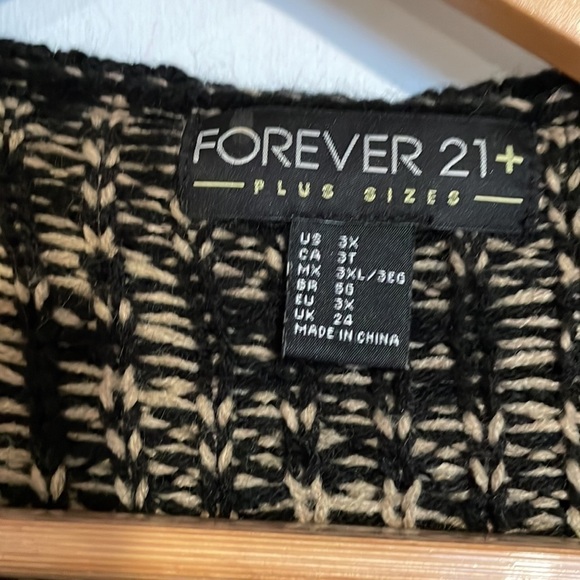 FOREVER 21+
PLUS SIZES
US 3X
CA 3T
MX 3XL/3EG
BR 56
EU 3X
UK 24
MADE IN CHINA